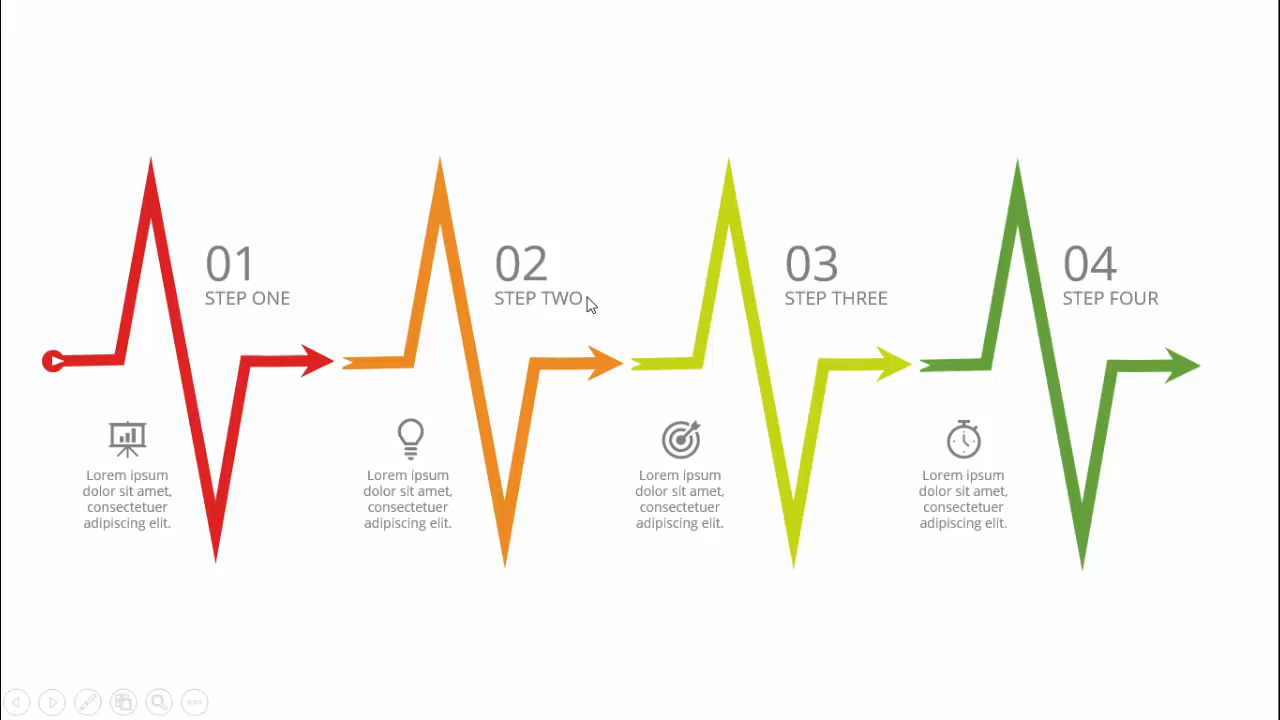 01
STEP ONE
02
STEP TWO
03
STEP THREE
04
STEP FOUR
Lorem ipsum
dolor sit amet,
consectetuer
adipiscing elit.
Lorem ipsum
dolor sit amet,
consectetuer
adipiscing elit.
Lorem ipsum
dolor sit amet,
consectetuer
adipiscing elit.
Lorem ipsum
dolor sit amet,
consectetuer
adipiscing elit.